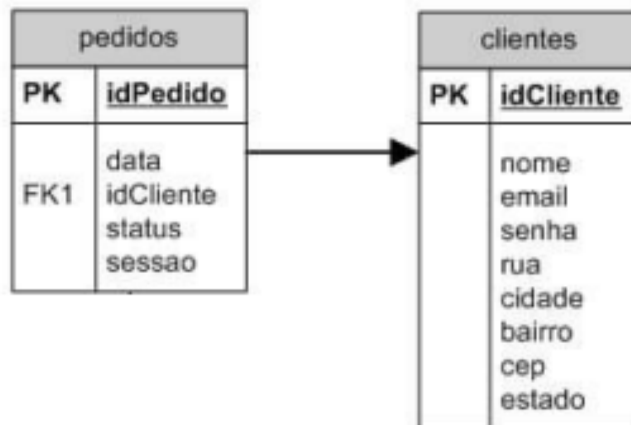 pedidos
PK idPedido
data
FK1 idCliente
status
sessao
clientes
PK idCliente
nome
email
senha
rua
cidade
bairro
cep
estado